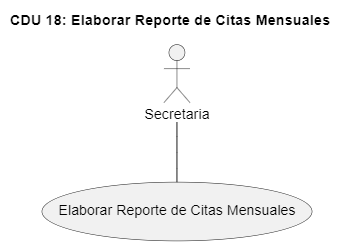 CDU 18: Elaborar Reporte de Citas Mensuales
Secretaria
Elaborar Reporte de Citas Mensuales